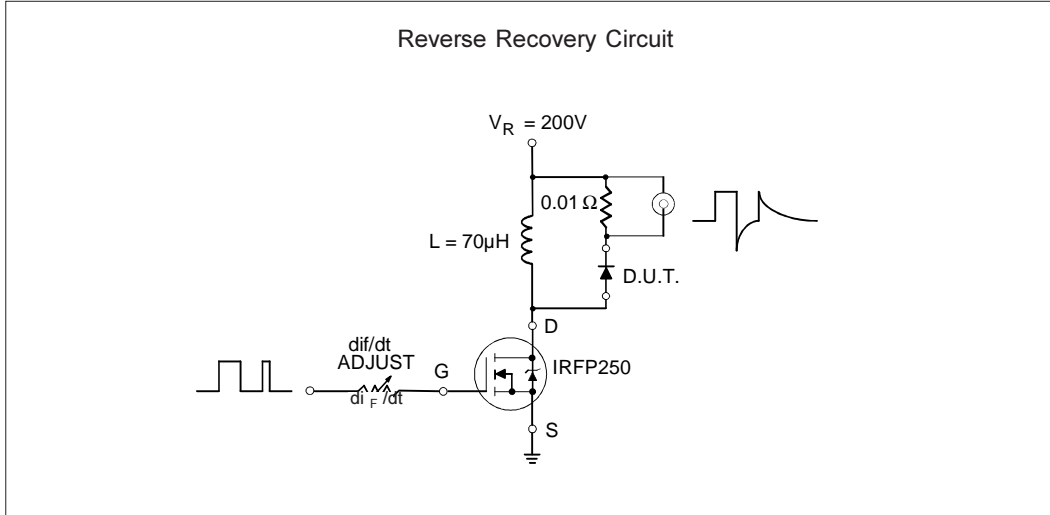 Reverse Recovery Circuit
V_R = 200V
0.01 Ω
L = 70µH
D.U.T.
D
dif/dt
ADJUST
G
IRFP250
di_F/dt
S